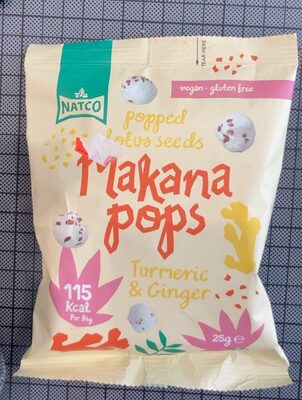 TEAR HERE
NATCO
vegan · gluten free
popped
lotus seeds
Makana
pops
Turmeric
& Ginger
115
kcal
Per Bag
25g e